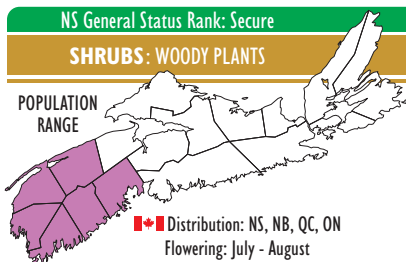 NS General Status Rank: Secure
SHRUBS: WOODY PLANTS
POPULATION
RANGE
Distribution: NS, NB, QC, ON
Flowering: July - August